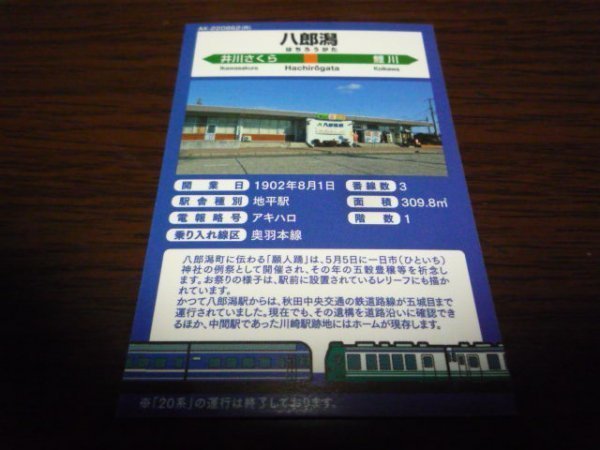 AK-220862(再)
八郎潟
はちろうがた
井川さくら
Ikawasakura
Hachirōgata
鯉川
Koikawa
開業日 1902年8月1日 番線数 3
駅舎種別 地平駅 面積 309.8㎡
電報略号 アキハロ 階数 1
乗り入れ線区 奥羽本線
八郎潟町に伝わる「願人踊」は、5月5日に一日市(ひといち)
神社の例祭として開催され、その年の五穀豊穣等を祈念し
ます。お祭りの様子は、駅前に設置されているレリーフにも描か
れています。
かつて八郎潟駅からは、秋田中央交通の鉄道路線が五城目まで
運行されていました。現在でも、その遺構を道路沿いに確認でき
るほか、中間駅であった川崎駅跡地にはホームが現存します。
※「20系」の運行は終了しております。